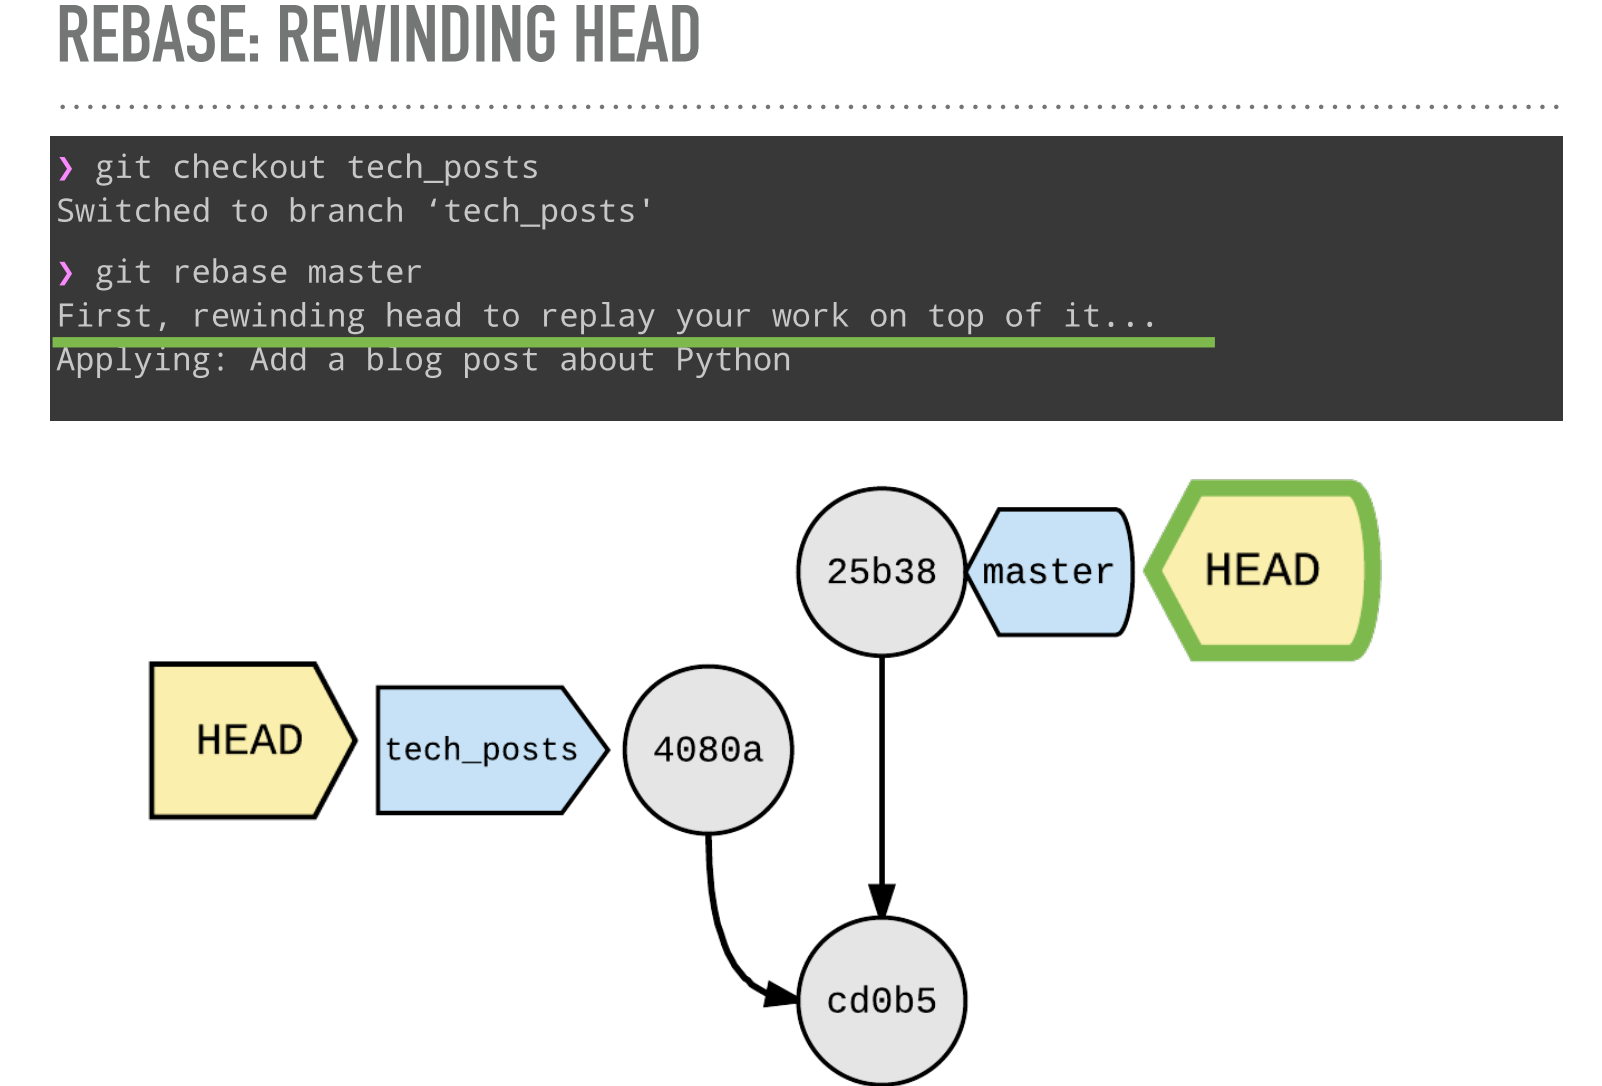 REBASE: REWINDING HEAD
❯ git checkout tech_posts
Switched to branch ‘tech_posts'
❯ git rebase master
First, rewinding head to replay your work on top of it...
Applying: Add a blog post about Python
25b38
master
HEAD
HEAD
tech_posts
4080a
cd0b5